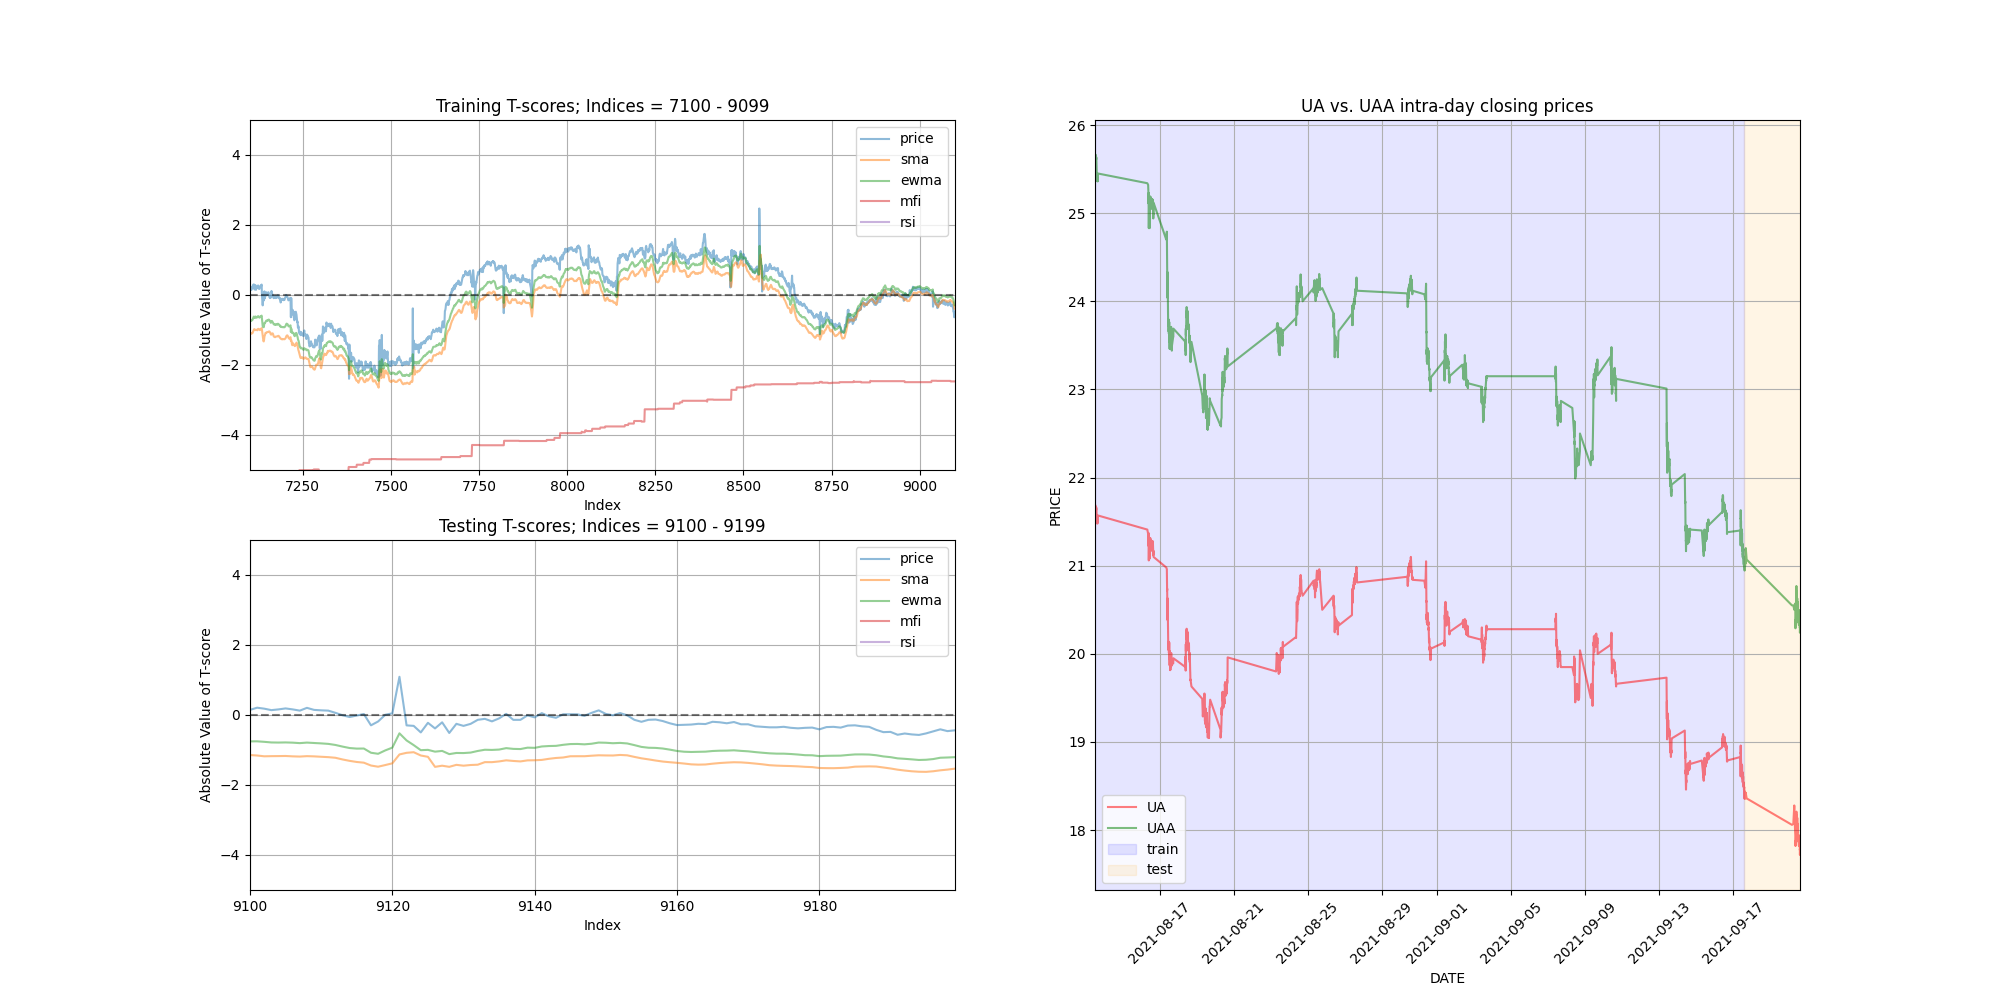 Training T-scores; Indices = 7100 - 9099
Absolute Value of T-score
4
2
0
−2
−4
price
sma
ewma
mfi
rsi
7250 7500 7750 8000 8250 8500 8750 9000
Index
Testing T-scores; Indices = 9100 - 9199
Absolute Value of T-score
4
2
0
−2
−4
price
sma
ewma
mfi
rsi
9100 9120 9140 9160 9180
Index
UA vs. UAA intra-day closing prices
PRICE
26
25
24
23
22
21
20
19
18
UA
UAA
train
test
2021-08-17 2021-08-21 2021-08-25 2021-08-29 2021-09-01 2021-09-05 2021-09-09 2021-09-13 2021-09-17
DATE